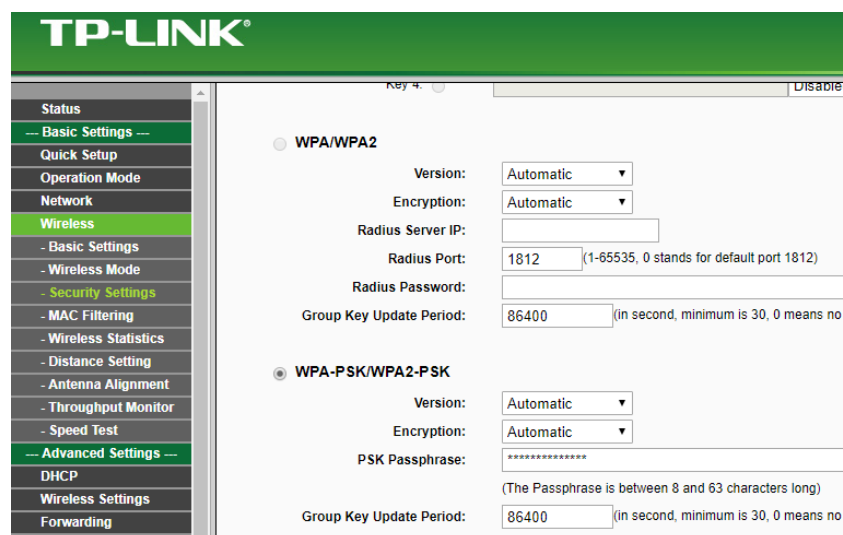 TP-LINK®
Status
--- Basic Settings ---
Quick Setup
Operation Mode
Network
Wireless
- Basic Settings
- Wireless Mode
- Security Settings
- MAC Filtering
- Wireless Statistics
- Distance Setting
- Antenna Alignment
- Throughput Monitor
- Speed Test
--- Advanced Settings ---
DHCP
Wireless Settings
Forwarding
Key 4: Disable
WPA/WPA2
Version: Automatic
Encryption: Automatic
Radius Server IP:
Radius Port: 1812 (1-65535, 0 stands for default port 1812)
Radius Password:
Group Key Update Period: 86400 (in second, minimum is 30, 0 means no
WPA-PSK/WPA2-PSK
Version: Automatic
Encryption: Automatic
PSK Passphrase: **************
(The Passphrase is between 8 and 63 characters long)
Group Key Update Period: 86400 (in second, minimum is 30, 0 means no